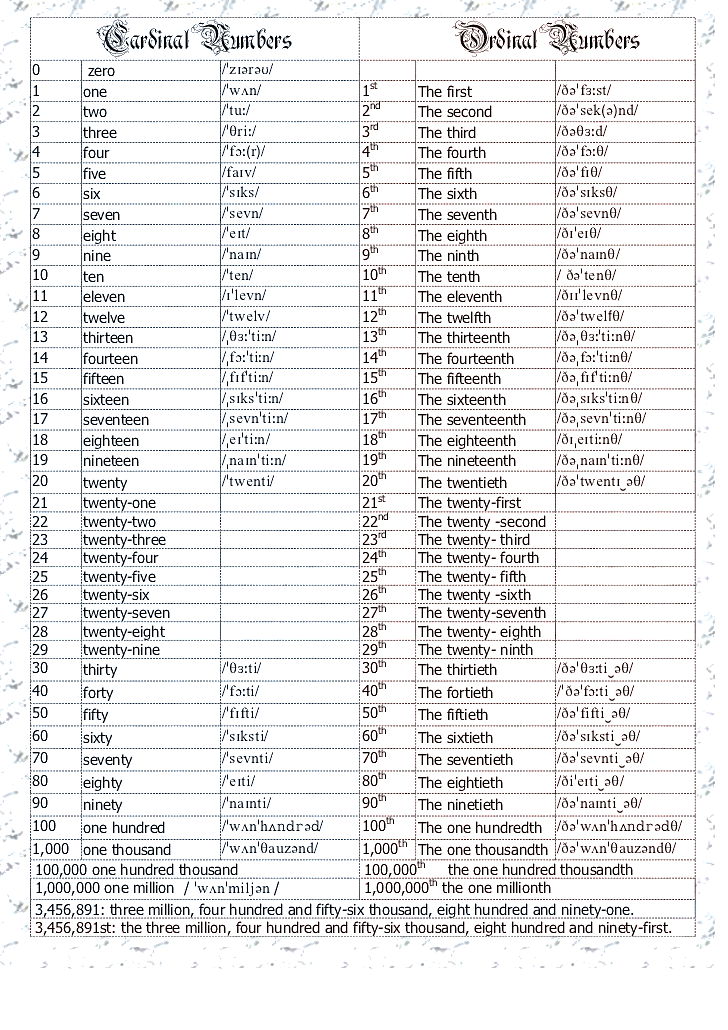 Cardinal Numbers Ordinal Numbers
0 zero /ˈzɪərəʊ/
1 one /ˈwʌn/ 1st The first /ðəˈfɜːst/
2 two /ˈtuː/ 2nd The second /ðəˈsek(ə)nd/
3 three /ˈθriː/ 3rd The third /ðəθɜːd/
4 four /ˈfɔː(r)/ 4th The fourth /ðəˈfɔːθ/
5 five /faɪv/ 5th The fifth /ðəˈfɪθ/
6 six /ˈsɪks/ 6th The sixth /ðəˈsɪksθ/
7 seven /ˈsevn/ 7th The seventh /ðəˈsevnθ/
8 eight /ˈeɪt/ 8th The eighth /ðɪˈeɪθ/
9 nine /ˈnaɪn/ 9th The ninth /ðəˈnaɪnθ/
10 ten /ˈten/ 10th The tenth / ðəˈtenθ/
11 eleven /ɪˈlevn/ 11th The eleventh /ðɪɪˈlevnθ/
12 twelve /ˈtwelv/ 12th The twelfth /ðəˈtwelfθ/
13 thirteen /ˌθɜːˈtiːn/ 13th The thirteenth /ðəˌθɜːˈtiːnθ/
14 fourteen /ˌfɔːˈtiːn/ 14th The fourteenth /ðəˌfɔːˈtiːnθ/
15 fifteen /ˌfɪfˈtiːn/ 15th The fifteenth /ðəˌfɪfˈtiːnθ/
16 sixteen /ˌsɪksˈtiːn/ 16th The sixteenth /ðəˌsɪksˈtiːnθ/
17 seventeen /ˌsevnˈtiːn/ 17th The seventeenth /ðəˌsevnˈtiːnθ/
18 eighteen /ˌeɪˈtiːn/ 18th The eighteenth /ðɪˌeɪtiːnθ/
19 nineteen /ˌnaɪnˈtiːn/ 19th The nineteenth /ðəˌnaɪnˈtiːnθ/
20 twenty /ˈtwenti/ 20th The twentieth /ðəˈtwentɪ‿əθ/
21 twenty-one 21st The twenty-first
22 twenty-two 22nd The twenty -second
23 twenty-three 23rd The twenty- third
24 twenty-four 24th The twenty- fourth
25 twenty-five 25th The twenty- fifth
26 twenty-six 26th The twenty -sixth
27 twenty-seven 27th The twenty-seventh
28 twenty-eight 28th The twenty- eighth
29 twenty-nine 29th The twenty- ninth
30 thirty /ˈθɜːti/ 30th The thirtieth /ðəˈθɜːti‿əθ/
40 forty /ˈfɔːti/ 40th The fortieth /ˈðəˈfɔːti‿əθ/
50 fifty /ˈfɪfti/ 50th The fiftieth /ðəˈfifti‿əθ/
60 sixty /ˈsɪksti/ 60th The sixtieth /ðəˈsɪksti‿əθ/
70 seventy /ˈsevnti/ 70th The seventieth /ðəˈsevnti‿əθ/
80 eighty /ˈeɪti/ 80th The eightieth /ðiˈeɪti‿əθ/
90 ninety /ˈnaɪnti/ 90th The ninetieth /ðəˈnaɪnti‿əθ/
100 one hundred /ˈwʌnˈhʌndrəd/ 100th The one hundredth /ðəˈwʌnˈhʌndrədθ/
1,000 one thousand /ˈwʌnˈθauzənd/ 1,000th The one thousandth /ðəˈwʌnˈθauzəndθ/
100,000 one hundred thousand 100,000th the one hundred thousandth
1,000,000 one million / ˈwʌnˈmiljən / 1,000,000th the one millionth
3,456,891: three million, four hundred and fifty-six thousand, eight hundred and ninety-one.
3,456,891st: the three million, four hundred and fifty-six thousand, eight hundred and ninety-first.